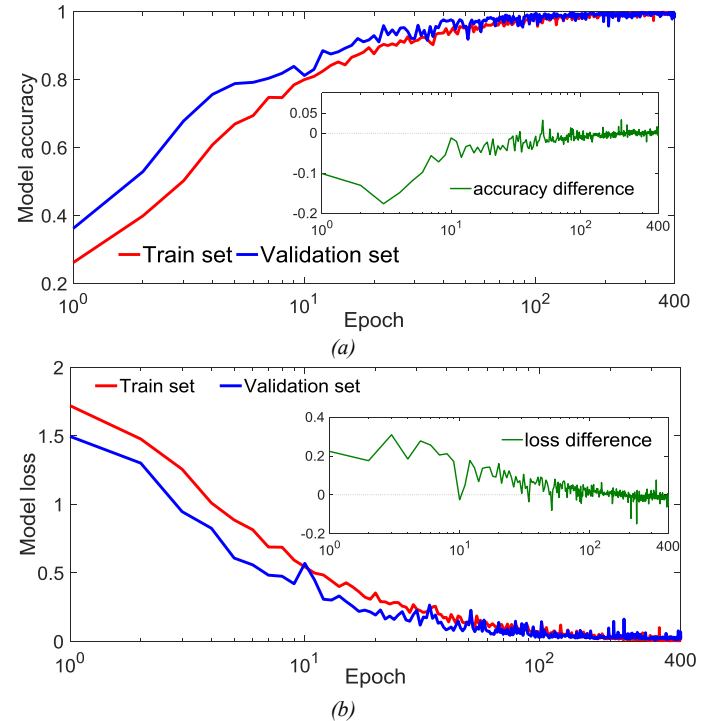 1
0.8
0.6
0.4
0.2
Model accuracy
0.05
0
-0.1
-0.2
accuracy difference
10^0
10^1
10^2
400
Train set
Validation set
10^0
10^1
10^2
400
Epoch
(a)
2
1.5
1
0.5
0
Model loss
Train set
Validation set
0.4
0.2
0
-0.2
loss difference
10^0
10^1
10^2
400
10^0
10^1
10^2
400
Epoch
(b)